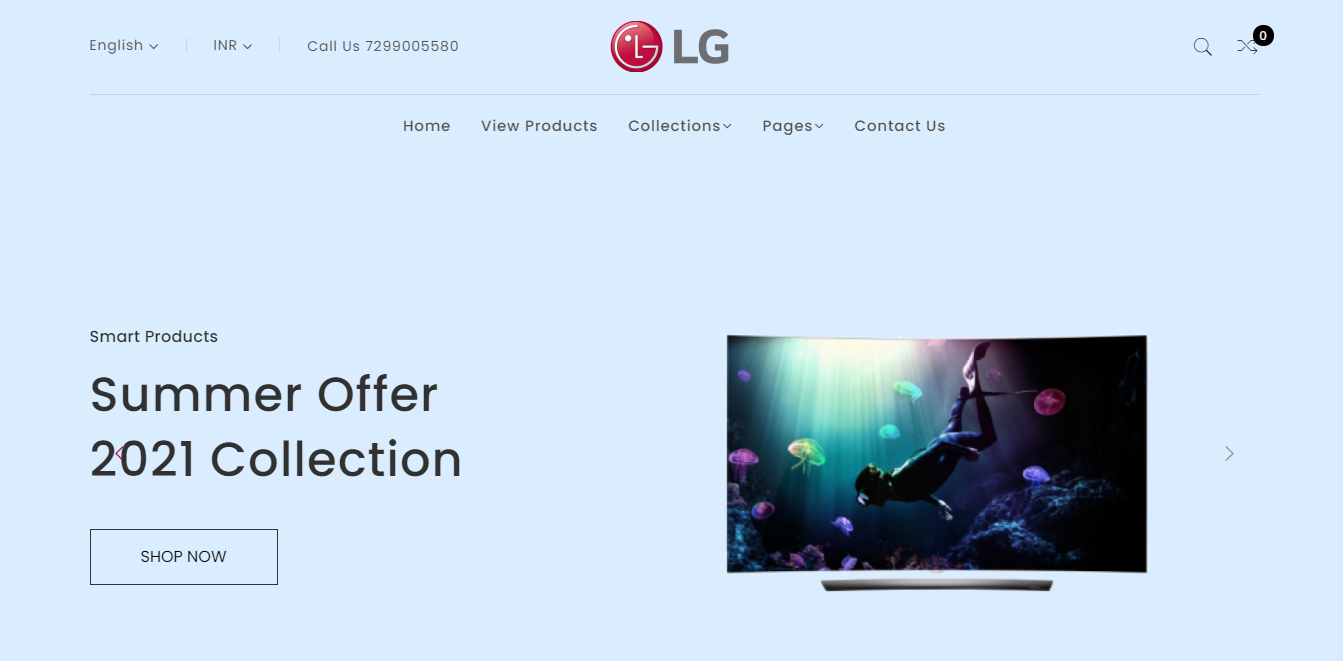 English
INR
Call Us 7299005580
LG
0
Home
View Products
Collections
Pages
Contact Us
Smart Products
Summer Offer
2021 Collection
SHOP NOW